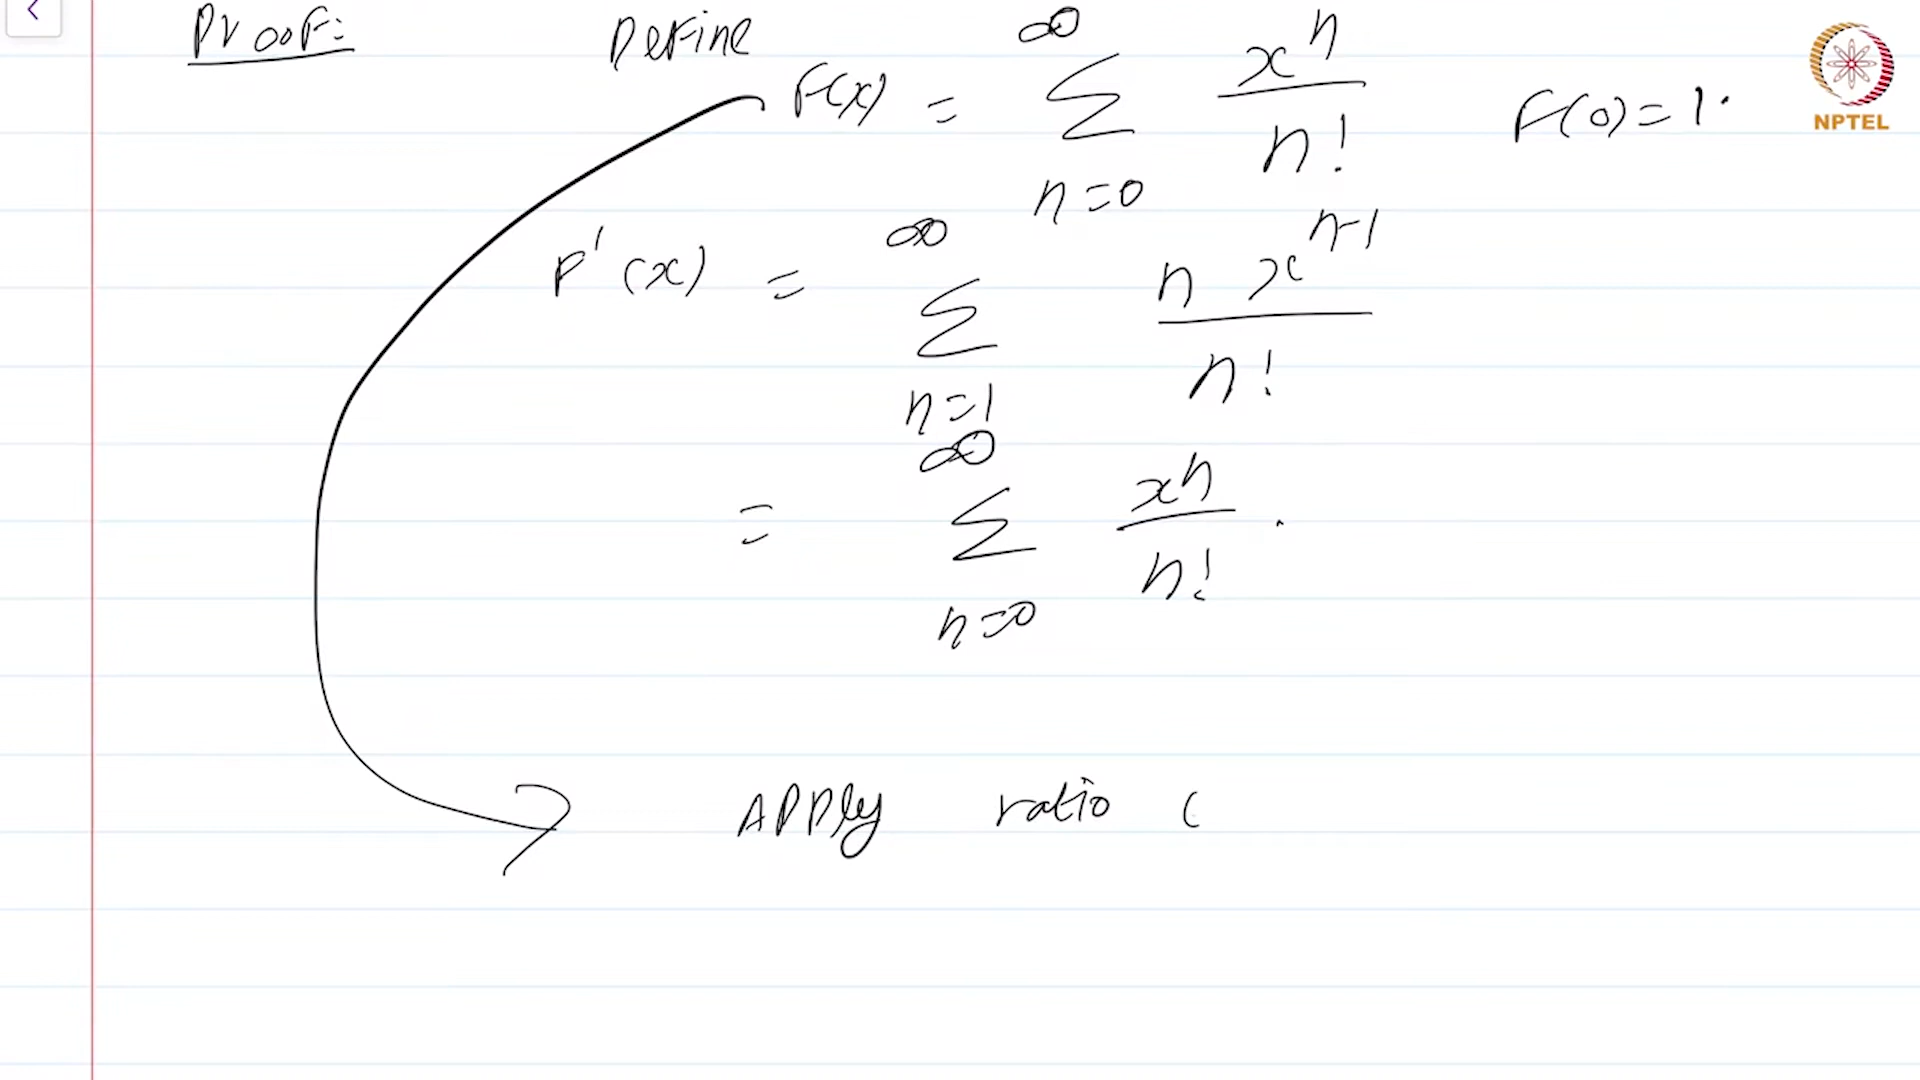 Proof:
Define
F(x) = ∞ Σ n=0 x^n / n!    F(0) = 1.
F'(x) = ∞ Σ n=1 n x^(n-1) / n!
= ∞ Σ n=0 x^n / n! .
Apply ratio (
NPTEL